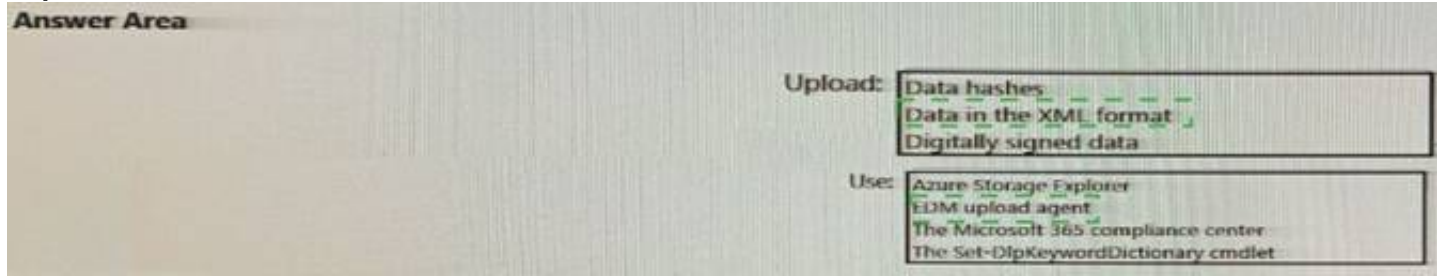 Answer Area
Upload:
Data hashes
Data in the XML format
Digitally signed data
Use:
Azure Storage Explorer
EDM upload agent
The Microsoft 365 compliance center
The Set-DlpKeywordDictionary cmdlet